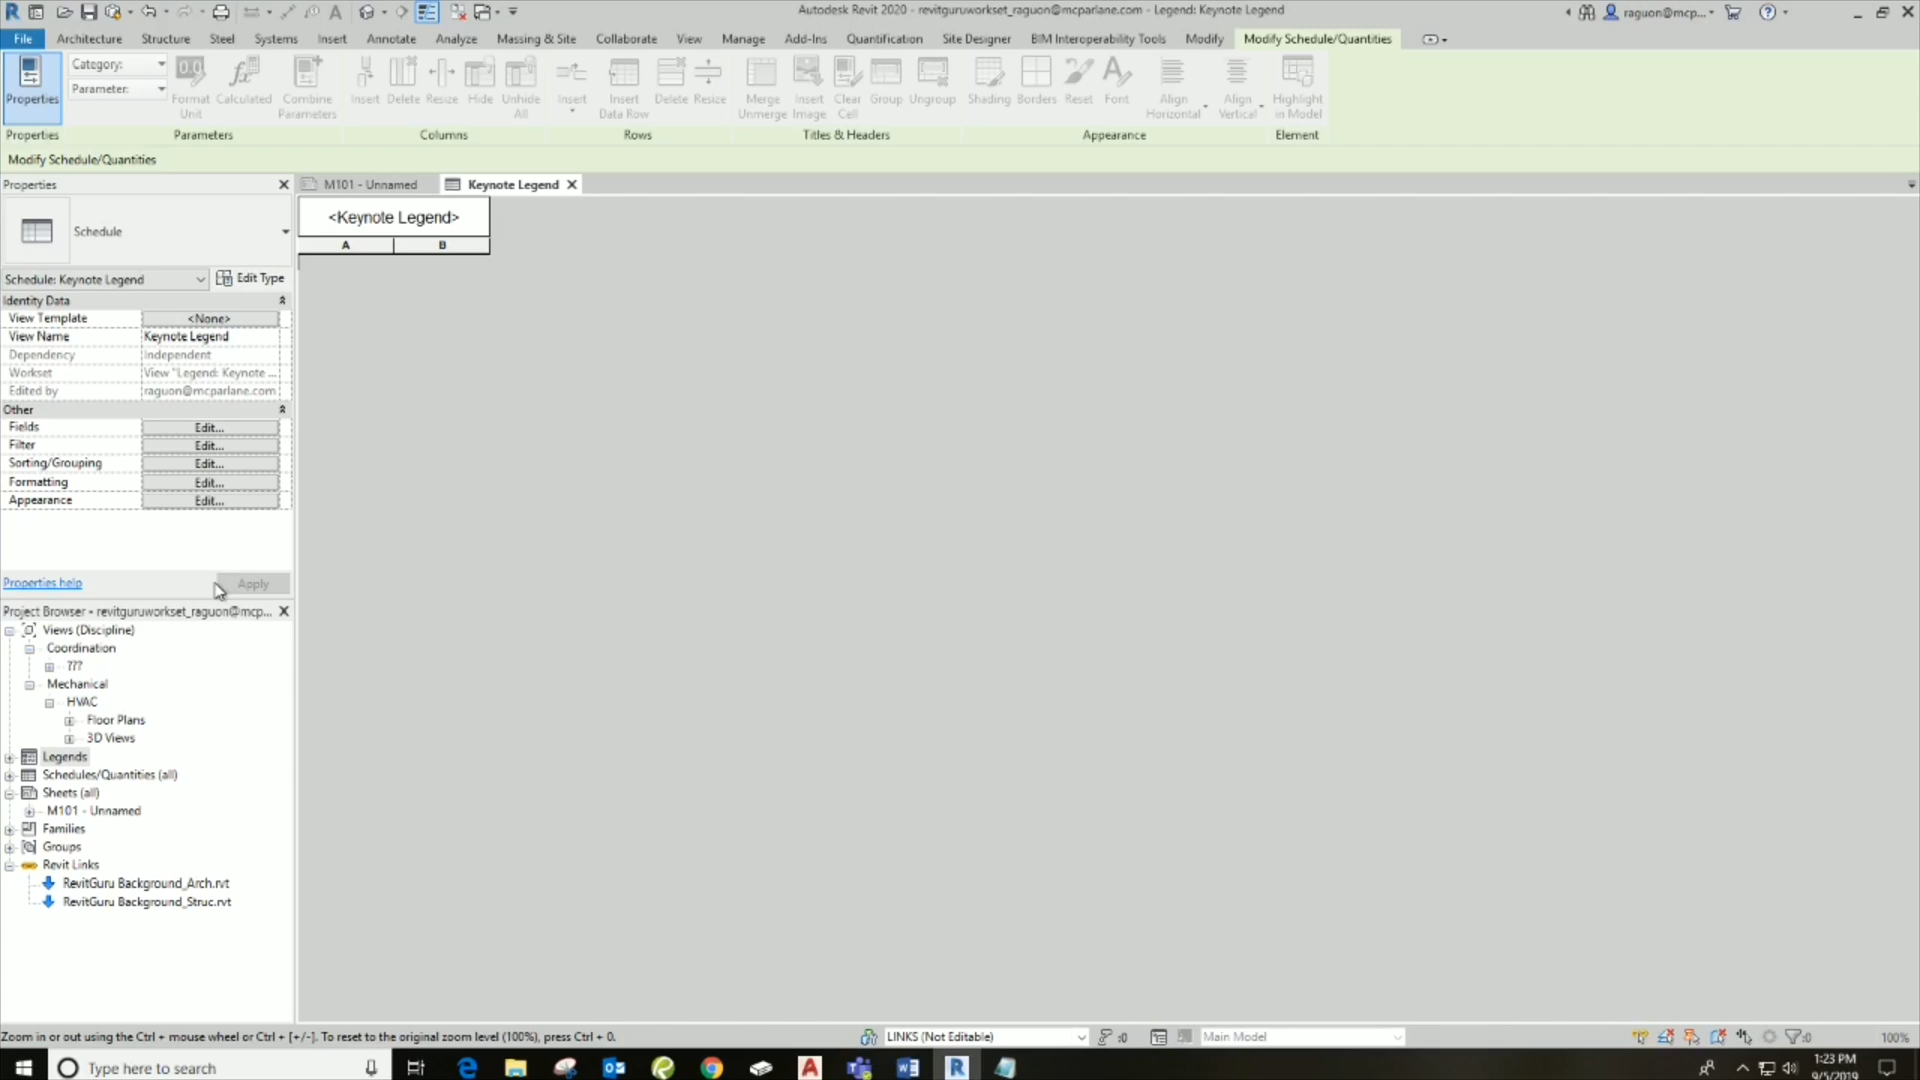 Autodesk Revit 2020 - revitguruworkset_raguon@mcparlane.com - Legend: Keynote Legend
raguon@mcp...
File Architecture Structure Steel Systems Insert Annotate Analyze Massing & Site Collaborate View Manage Add-Ins Quantification Site Designer BIM Interoperability Tools Modify Modify Schedule/Quantities
Category:
Parameter:
Properties Format Unit Calculated Combine Parameters Insert Delete Resize Hide Unhide All Insert Insert Data Row Delete Resize Merge Unmerge Insert Image Clear Cell Group Ungroup Shading Borders Reset Font Align Horizontal Align Vertical Highlight in Model
Properties Parameters Columns Rows Titles & Headers Appearance Element
Modify Schedule/Quantities
Properties
M101 - Unnamed
Keynote Legend
Schedule
<Keynote Legend>
A B
Schedule: Keynote Legend
Edit Type
Identity Data
View Template <None>
View Name Keynote Legend
Dependency Independent
Workset View "Legend: Keynote ...
Edited by raguon@mcparlane.com
Other
Fields Edit...
Filter Edit...
Sorting/Grouping Edit...
Formatting Edit...
Appearance Edit...
Properties help
Apply
Project Browser - revitguruworkset_raguon@mcp...
Views (Discipline)
Coordination
???
Mechanical
HVAC
Floor Plans
3D Views
Legends
Schedules/Quantities (all)
Sheets (all)
M101 - Unnamed
Families
Groups
Revit Links
RevitGuru Background_Arch.rvt
RevitGuru Background_Struc.rvt
Zoom in or out using the Ctrl + mouse wheel or Ctrl + [+/-]. To reset to the original zoom level (100%), press Ctrl + 0.
LINKS (Not Editable)
:0
Main Model
:0
100%
Type here to search
1:23 PM
9/5/2019